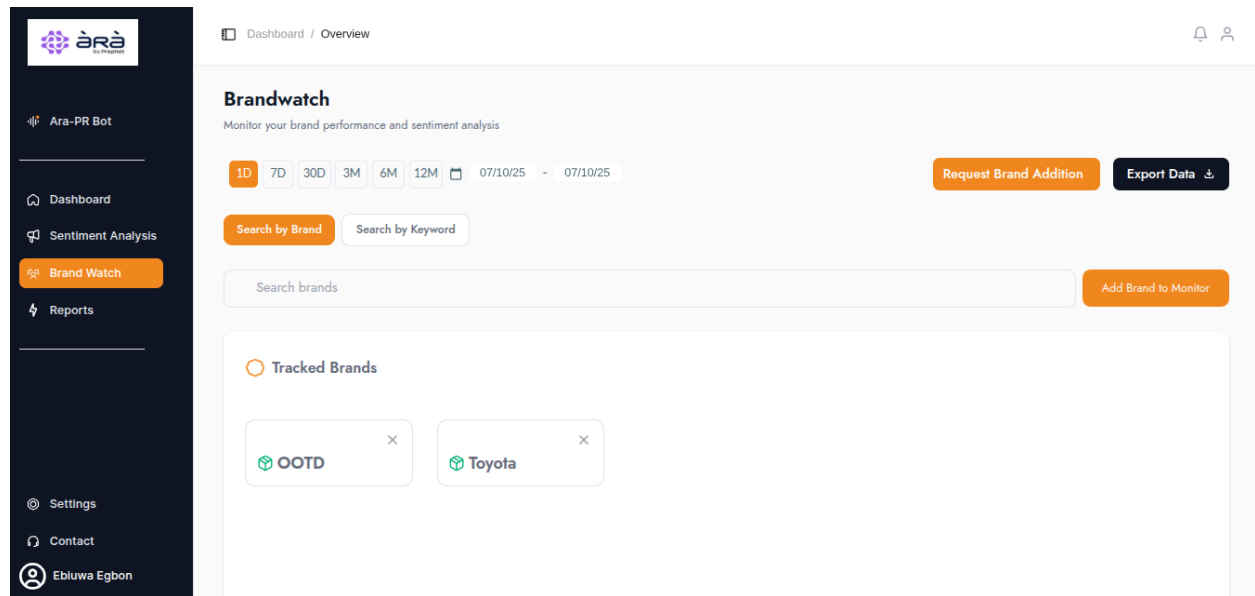 àrà
by Prophet
Dashboard / Overview
Ara-PR Bot
Dashboard
Sentiment Analysis
Brand Watch
Reports
Settings
Contact
Ebiuwa Egbon
Brandwatch
Monitor your brand performance and sentiment analysis
1D 7D 30D 3M 6M 12M 07/10/25 - 07/10/25
Request Brand Addition Export Data
Search by Brand Search by Keyword
Search brands Add Brand to Monitor
Tracked Brands
OOTD Toyota